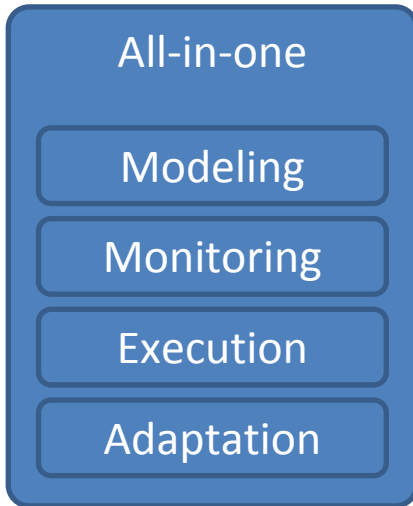 All-in-one
Modeling
Monitoring
Execution
Adaptation